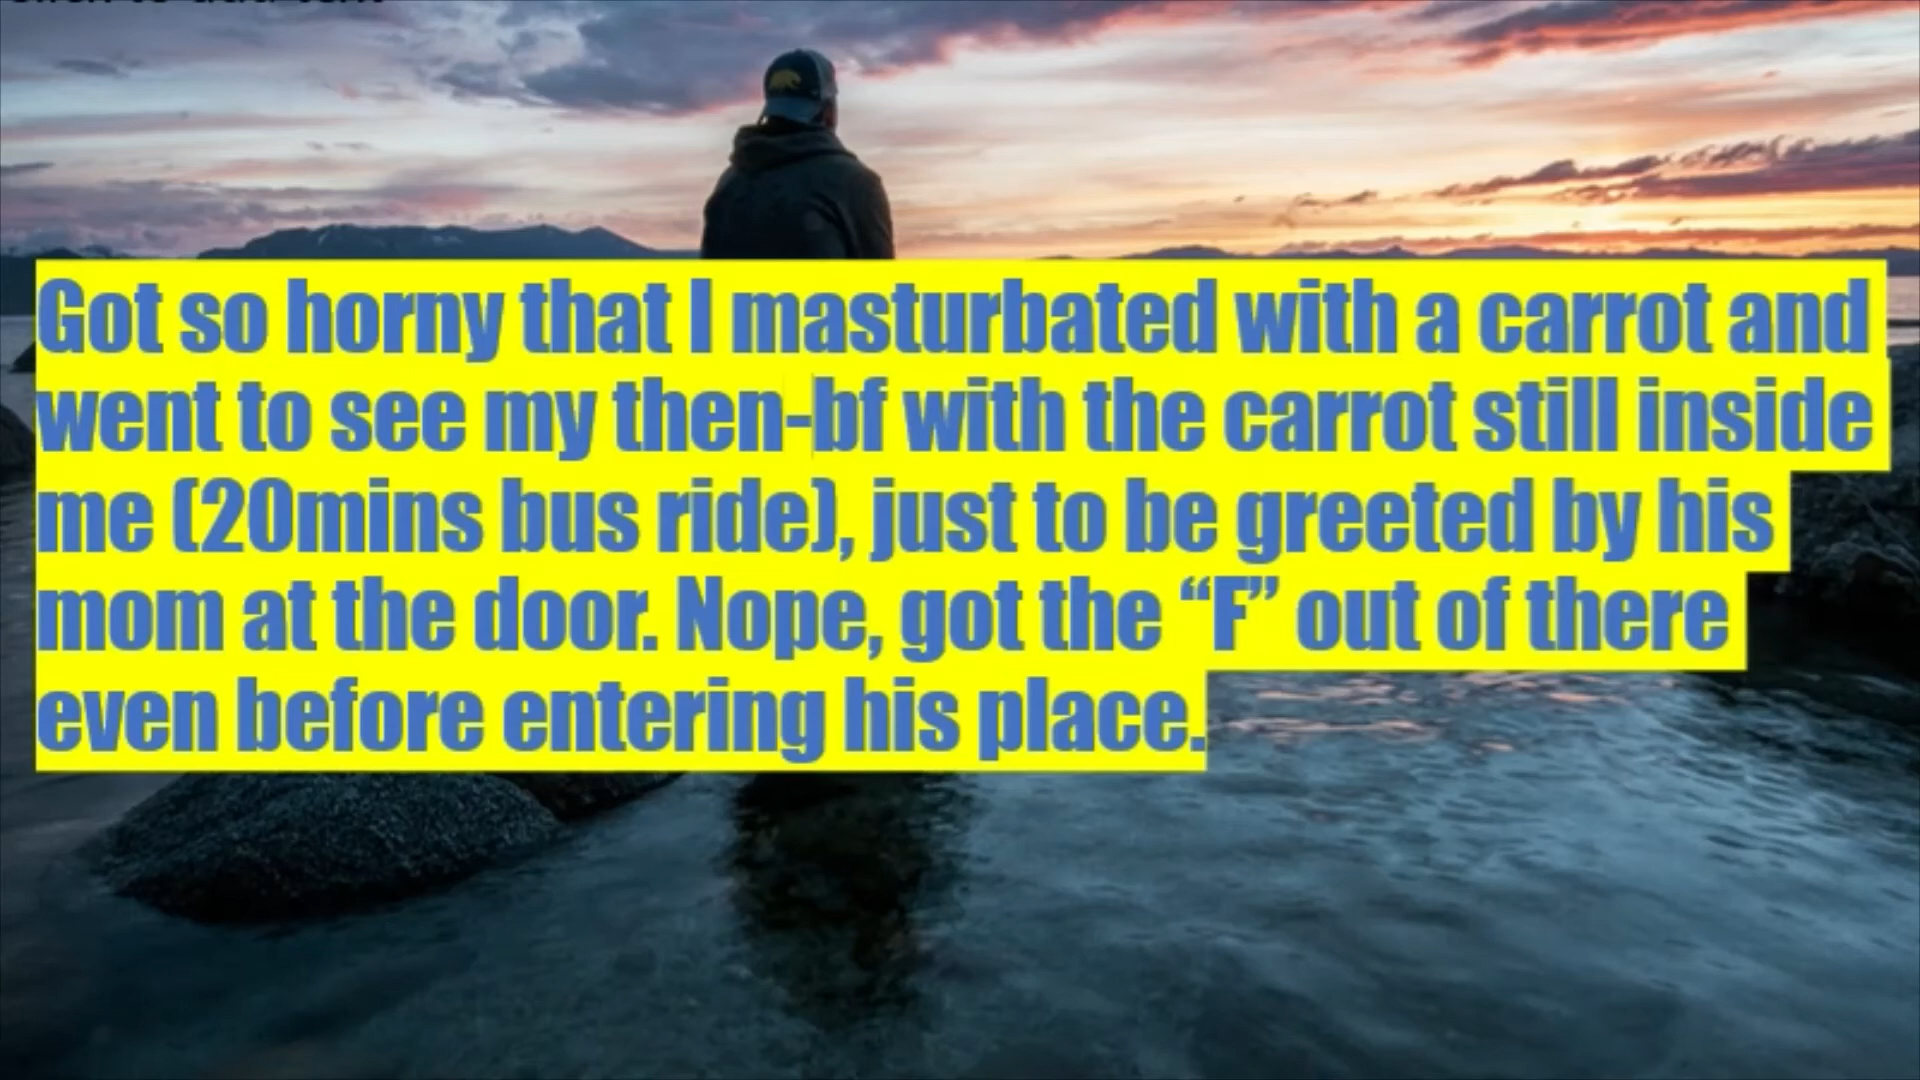 Got so horny that I masturbated with a carrot and
went to see my then-bf with the carrot still inside
me (20mins bus ride), just to be greeted by his
mom at the door. Nope, got the “F” out of there
even before entering his place.